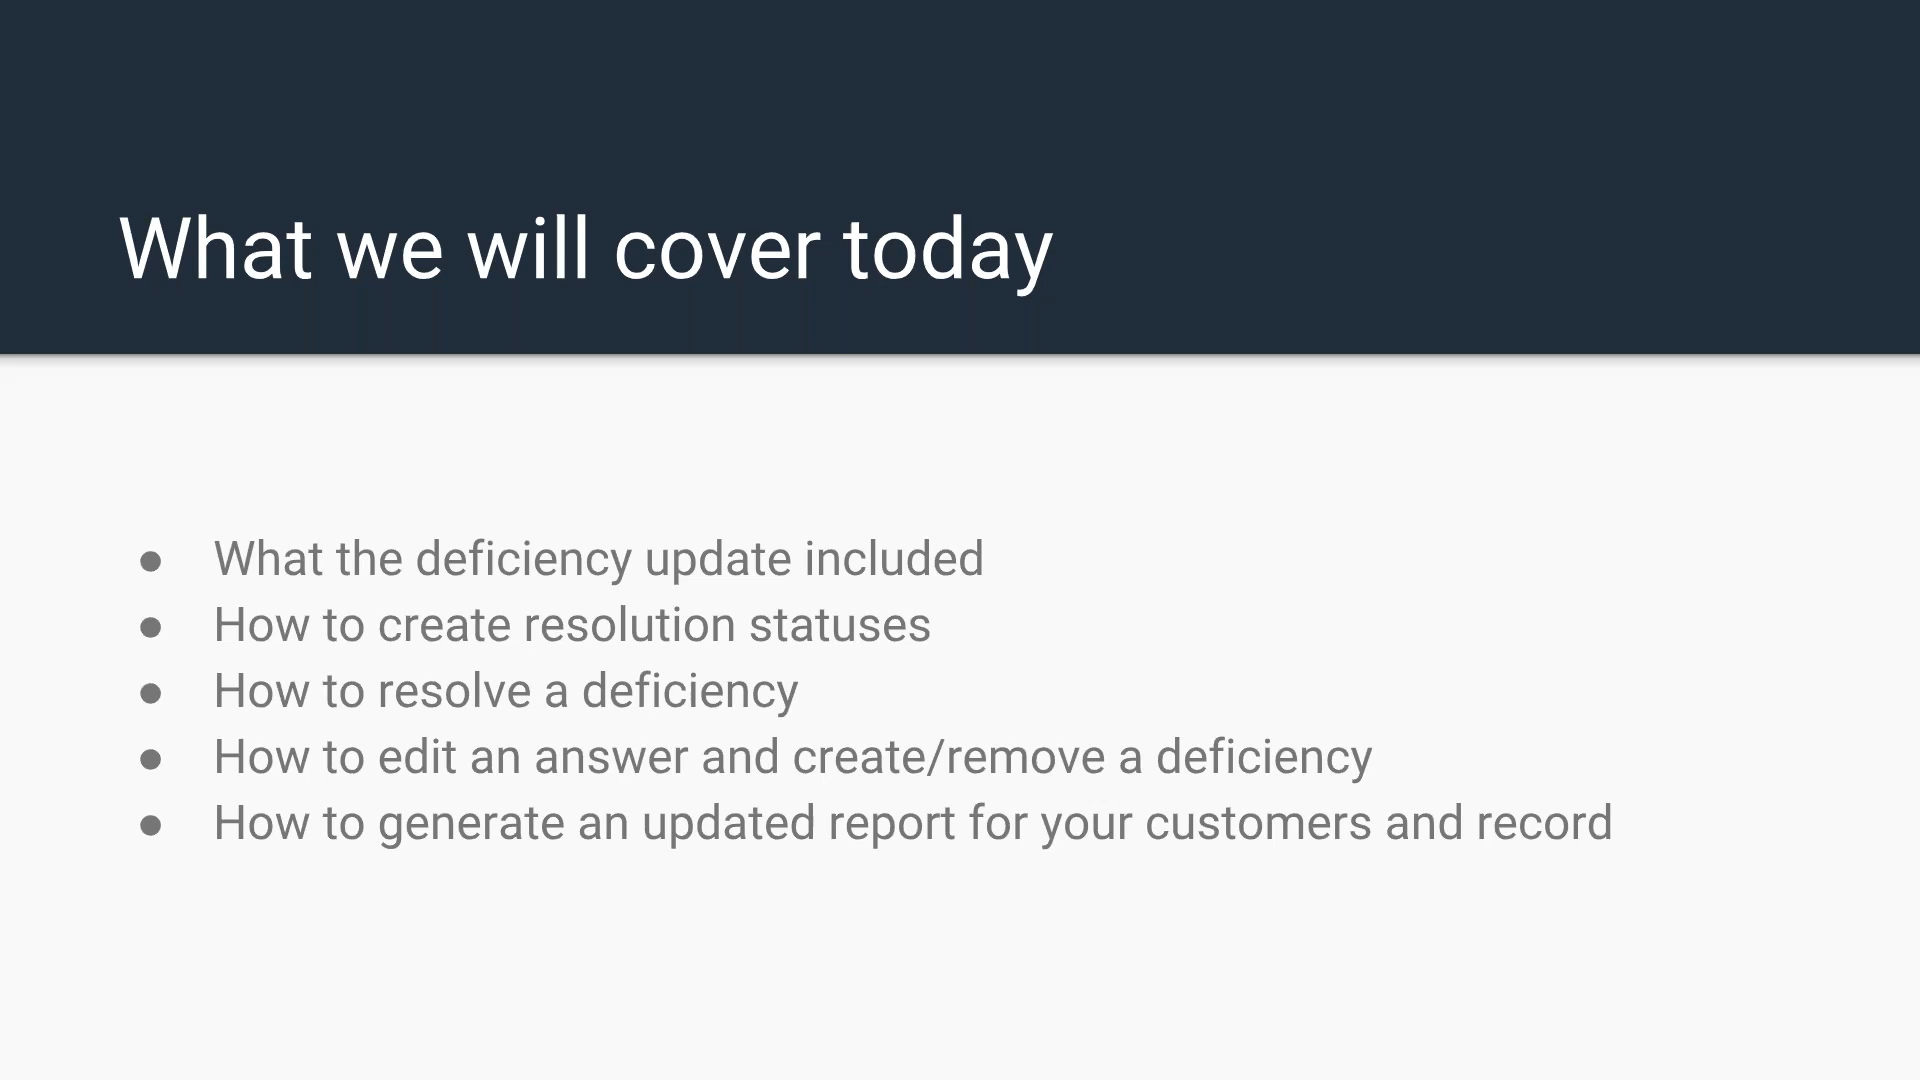 What we will cover today
● What the deficiency update included
● How to create resolution statuses
● How to resolve a deficiency
● How to edit an answer and create/remove a deficiency
● How to generate an updated report for your customers and record